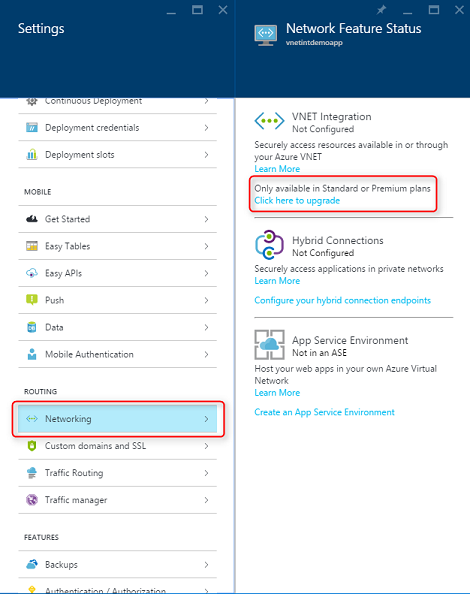 Settings
Continuous Deployment
Deployment credentials
Deployment slots
MOBILE
Get Started
Easy Tables
Easy APIs
Push
Data
Mobile Authentication
ROUTING
Networking
Custom domains and SSL
Traffic Routing
Traffic manager
FEATURES
Backups
Authentication / Authorization
Network Feature Status
vnetintdemoapp
VNET Integration
Not Configured
Securely access resources available in or through
your Azure VNET
Learn More
Only available in Standard or Premium plans
Click here to upgrade
Hybrid Connections
Not Configured
Securely access applications in private networks
Learn More
Configure your hybrid connection endpoints
App Service Environment
Not in an ASE
Host your web apps in your own Azure Virtual
Network
Learn More
Create an App Service Environment